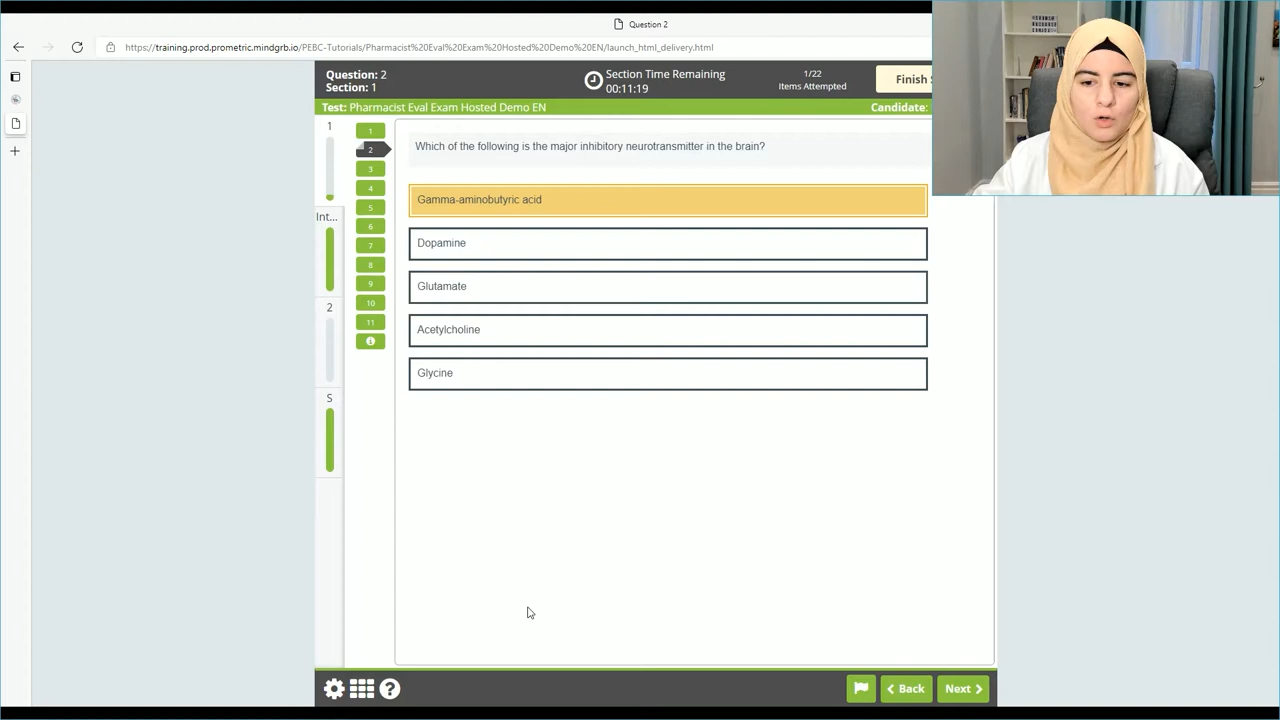 Question 2
https://training.prod.prometric.mindgrb.io/PEBC-Tutorials/Pharmacist%20Eval%20Exam%20Hosted%20Demo%20EN/launch_html_delivery.html
Question: 2
Section: 1
Section Time Remaining
00:11:19
1/22
Items Attempted
Finish
Test: Pharmacist Eval Exam Hosted Demo EN
Candidate:
1
Int...
2
S
1
2
3
4
5
6
7
8
9
10
11
Which of the following is the major inhibitory neurotransmitter in the brain?
Gamma-aminobutyric acid
Dopamine
Glutamate
Acetylcholine
Glycine
Back
Next